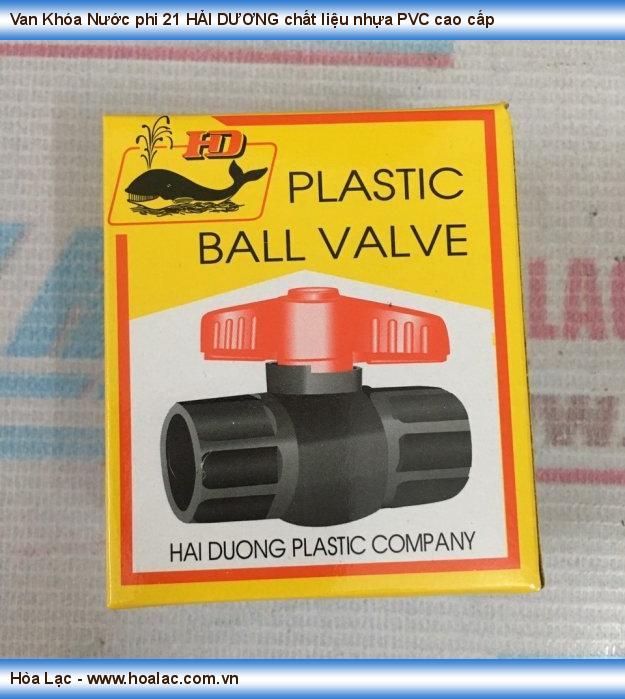 Van Khóa Nước phi 21 HẢI DƯƠNG chất liệu nhựa PVC cao cấp
HD
PLASTIC
BALL VALVE
HAI DUONG PLASTIC COMPANY
Hòa Lạc - www.hoalac.com.vn